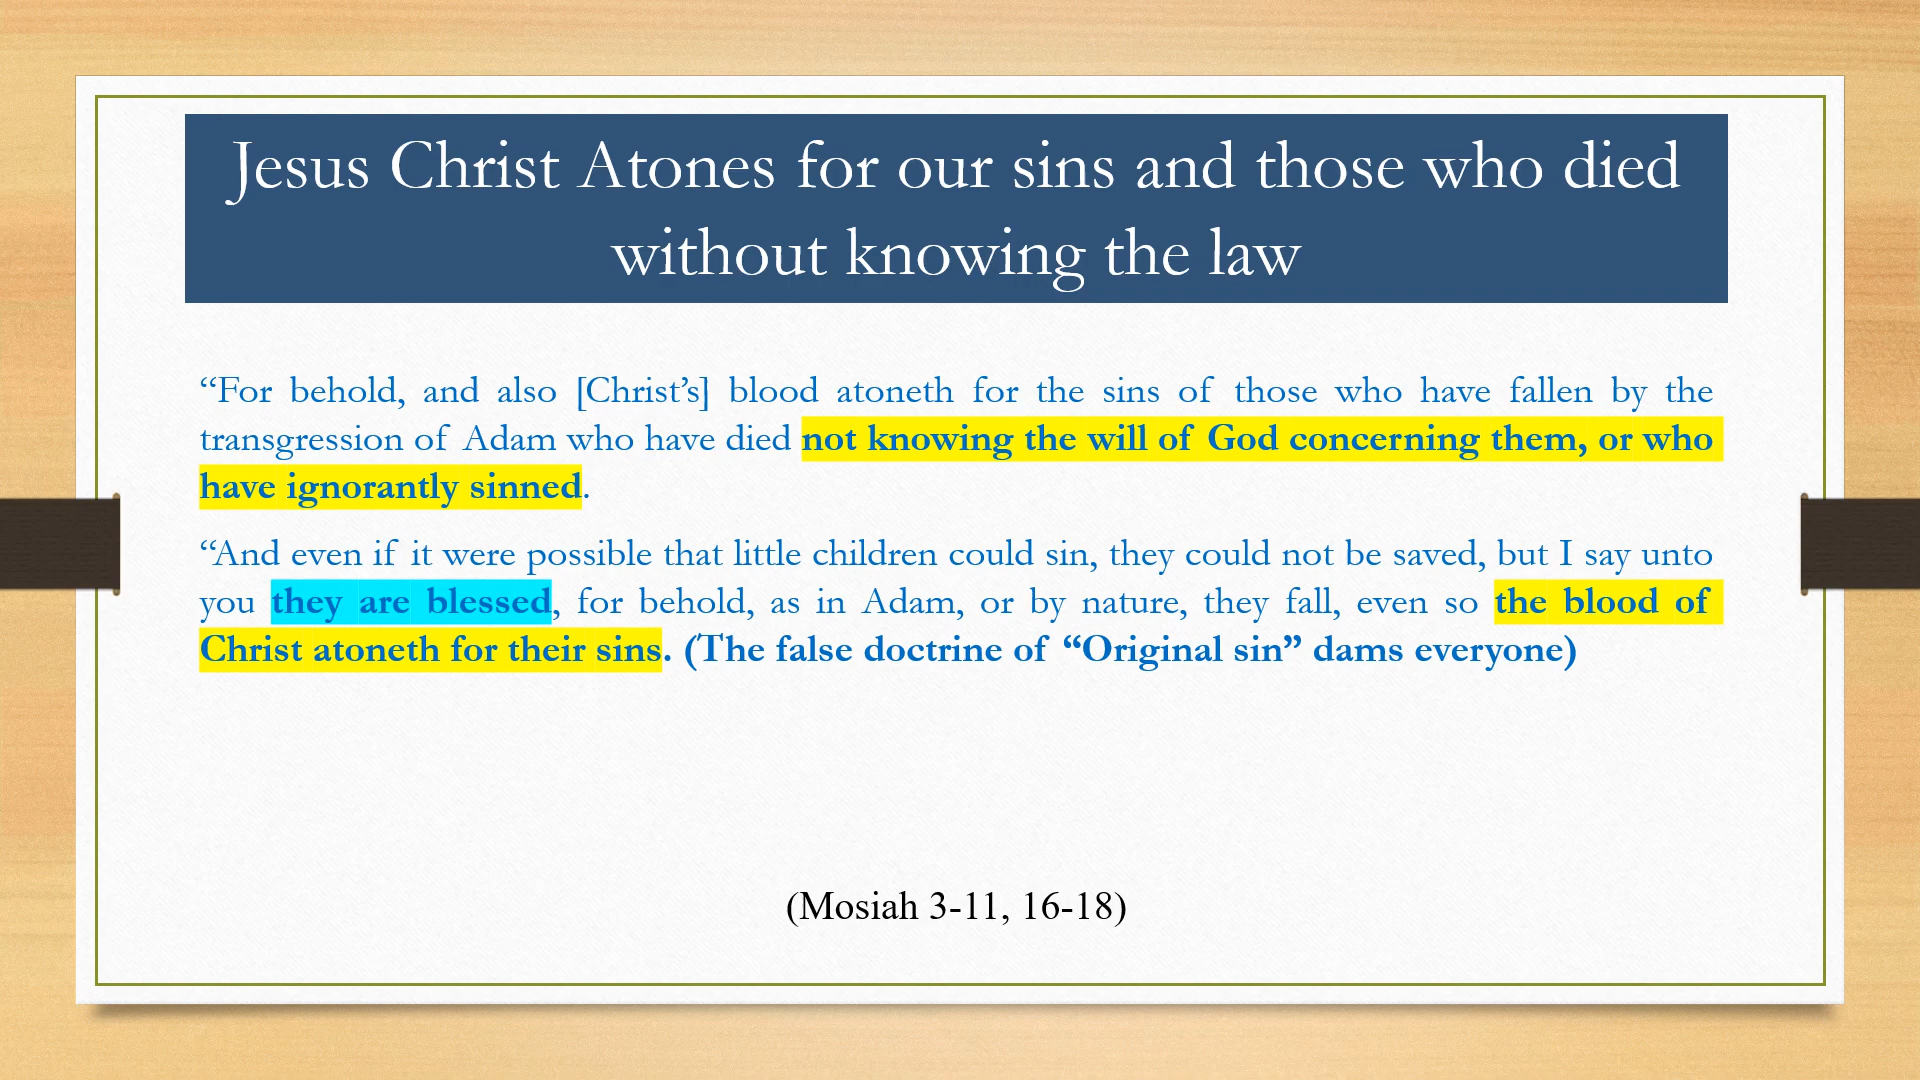 Jesus Christ Atones for our sins and those who died
without knowing the law
“For behold, and also [Christ’s] blood atoneth for the sins of those who have fallen by the
transgression of Adam who have died not knowing the will of God concerning them, or who
have ignorantly sinned.
“And even if it were possible that little children could sin, they could not be saved, but I say unto
you they are blessed, for behold, as in Adam, or by nature, they fall, even so the blood of
Christ atoneth for their sins. (The false doctrine of “Original sin” dams everyone)
(Mosiah 3-11, 16-18)